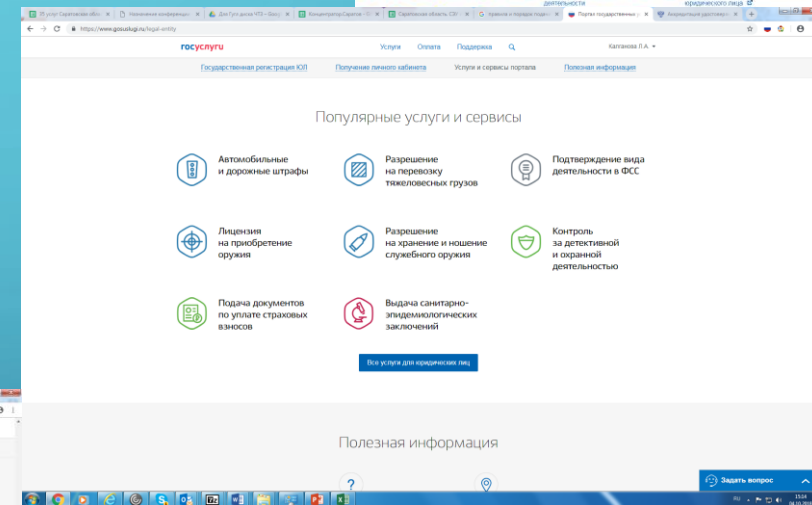 деятельности
юридического лица
https://www.gosuslugi.ru/legal-entity
госуслуги
Услуги Оплата Поддержка
Государственная регистрация ЮЛ Получение личного кабинета Услуги и сервисы портала Полезная информация
Популярные услуги и сервисы
Автомобильные
и дорожные штрафы
Разрешение
на перевозку
тяжеловесных грузов
Подтверждение вида
деятельности в ФСС
Лицензия
на приобретение
оружия
Разрешение
на хранение и ношение
служебного оружия
Контроль
за детективной
и охранной
деятельностью
Подача документов
по уплате страховых
взносов
Выдача санитарно-
эпидемиологических
заключений
Все услуги для юридических лиц
Полезная информация
Задать вопрос
RU